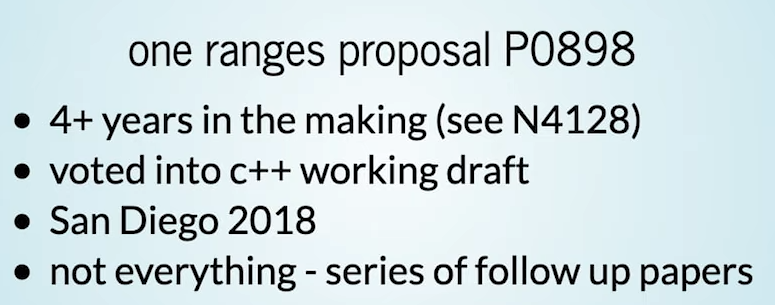 one ranges proposal P0898
• 4+ years in the making (see N4128)
• voted into c++ working draft
• San Diego 2018
• not everything - series of follow up papers